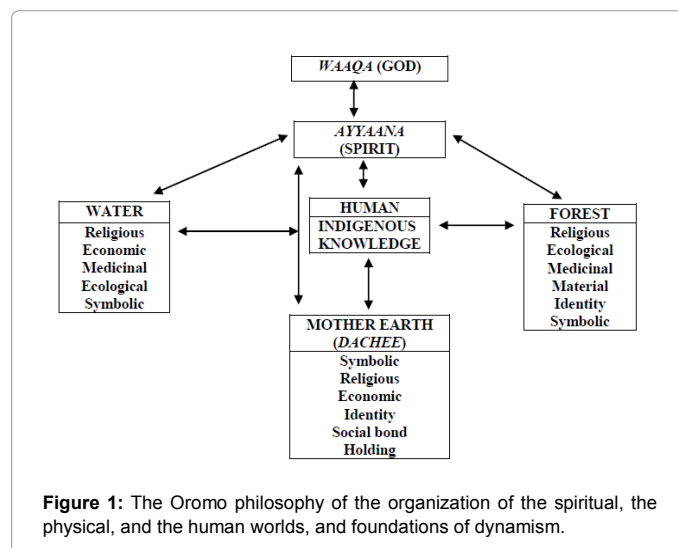 WAAQA (GOD)
AYYAANA
(SPIRIT)
WATER
Religious
Economic
Medicinal
Ecological
Symbolic
HUMAN
INDIGENOUS
KNOWLEDGE
FOREST
Religious
Ecological
Medicinal
Material
Identity
Symbolic
MOTHER EARTH
(DACHEE)
Symbolic
Religious
Economic
Identity
Social bond
Holding
Figure 1: The Oromo philosophy of the organization of the spiritual, the
physical, and the human worlds, and foundations of dynamism.